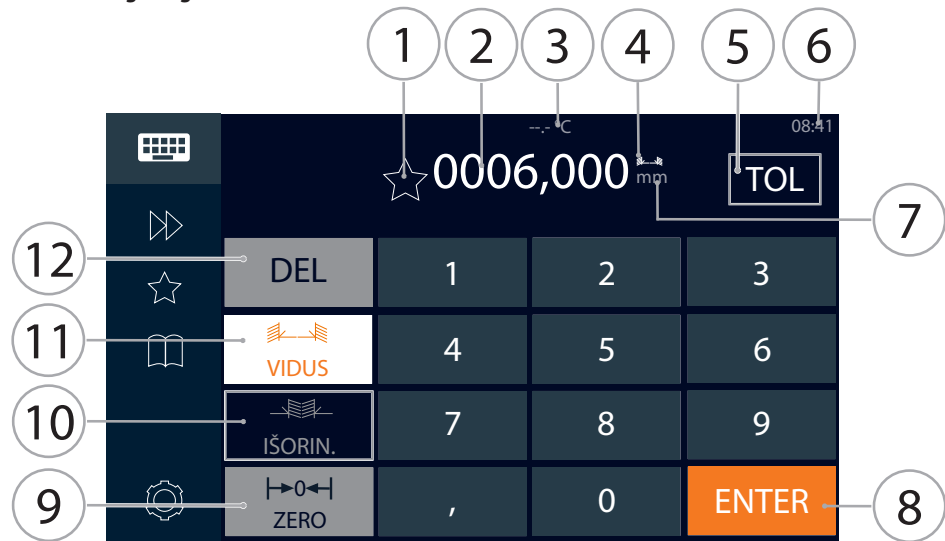 1 2 3 4 5 6
--.- °C 08:41
0006,000 mm TOL
7
12 DEL 1 2 3
11 VIDUS 4 5 6
10 IŠORIN. 7 8 9
9 0 ZERO , 0 ENTER 8